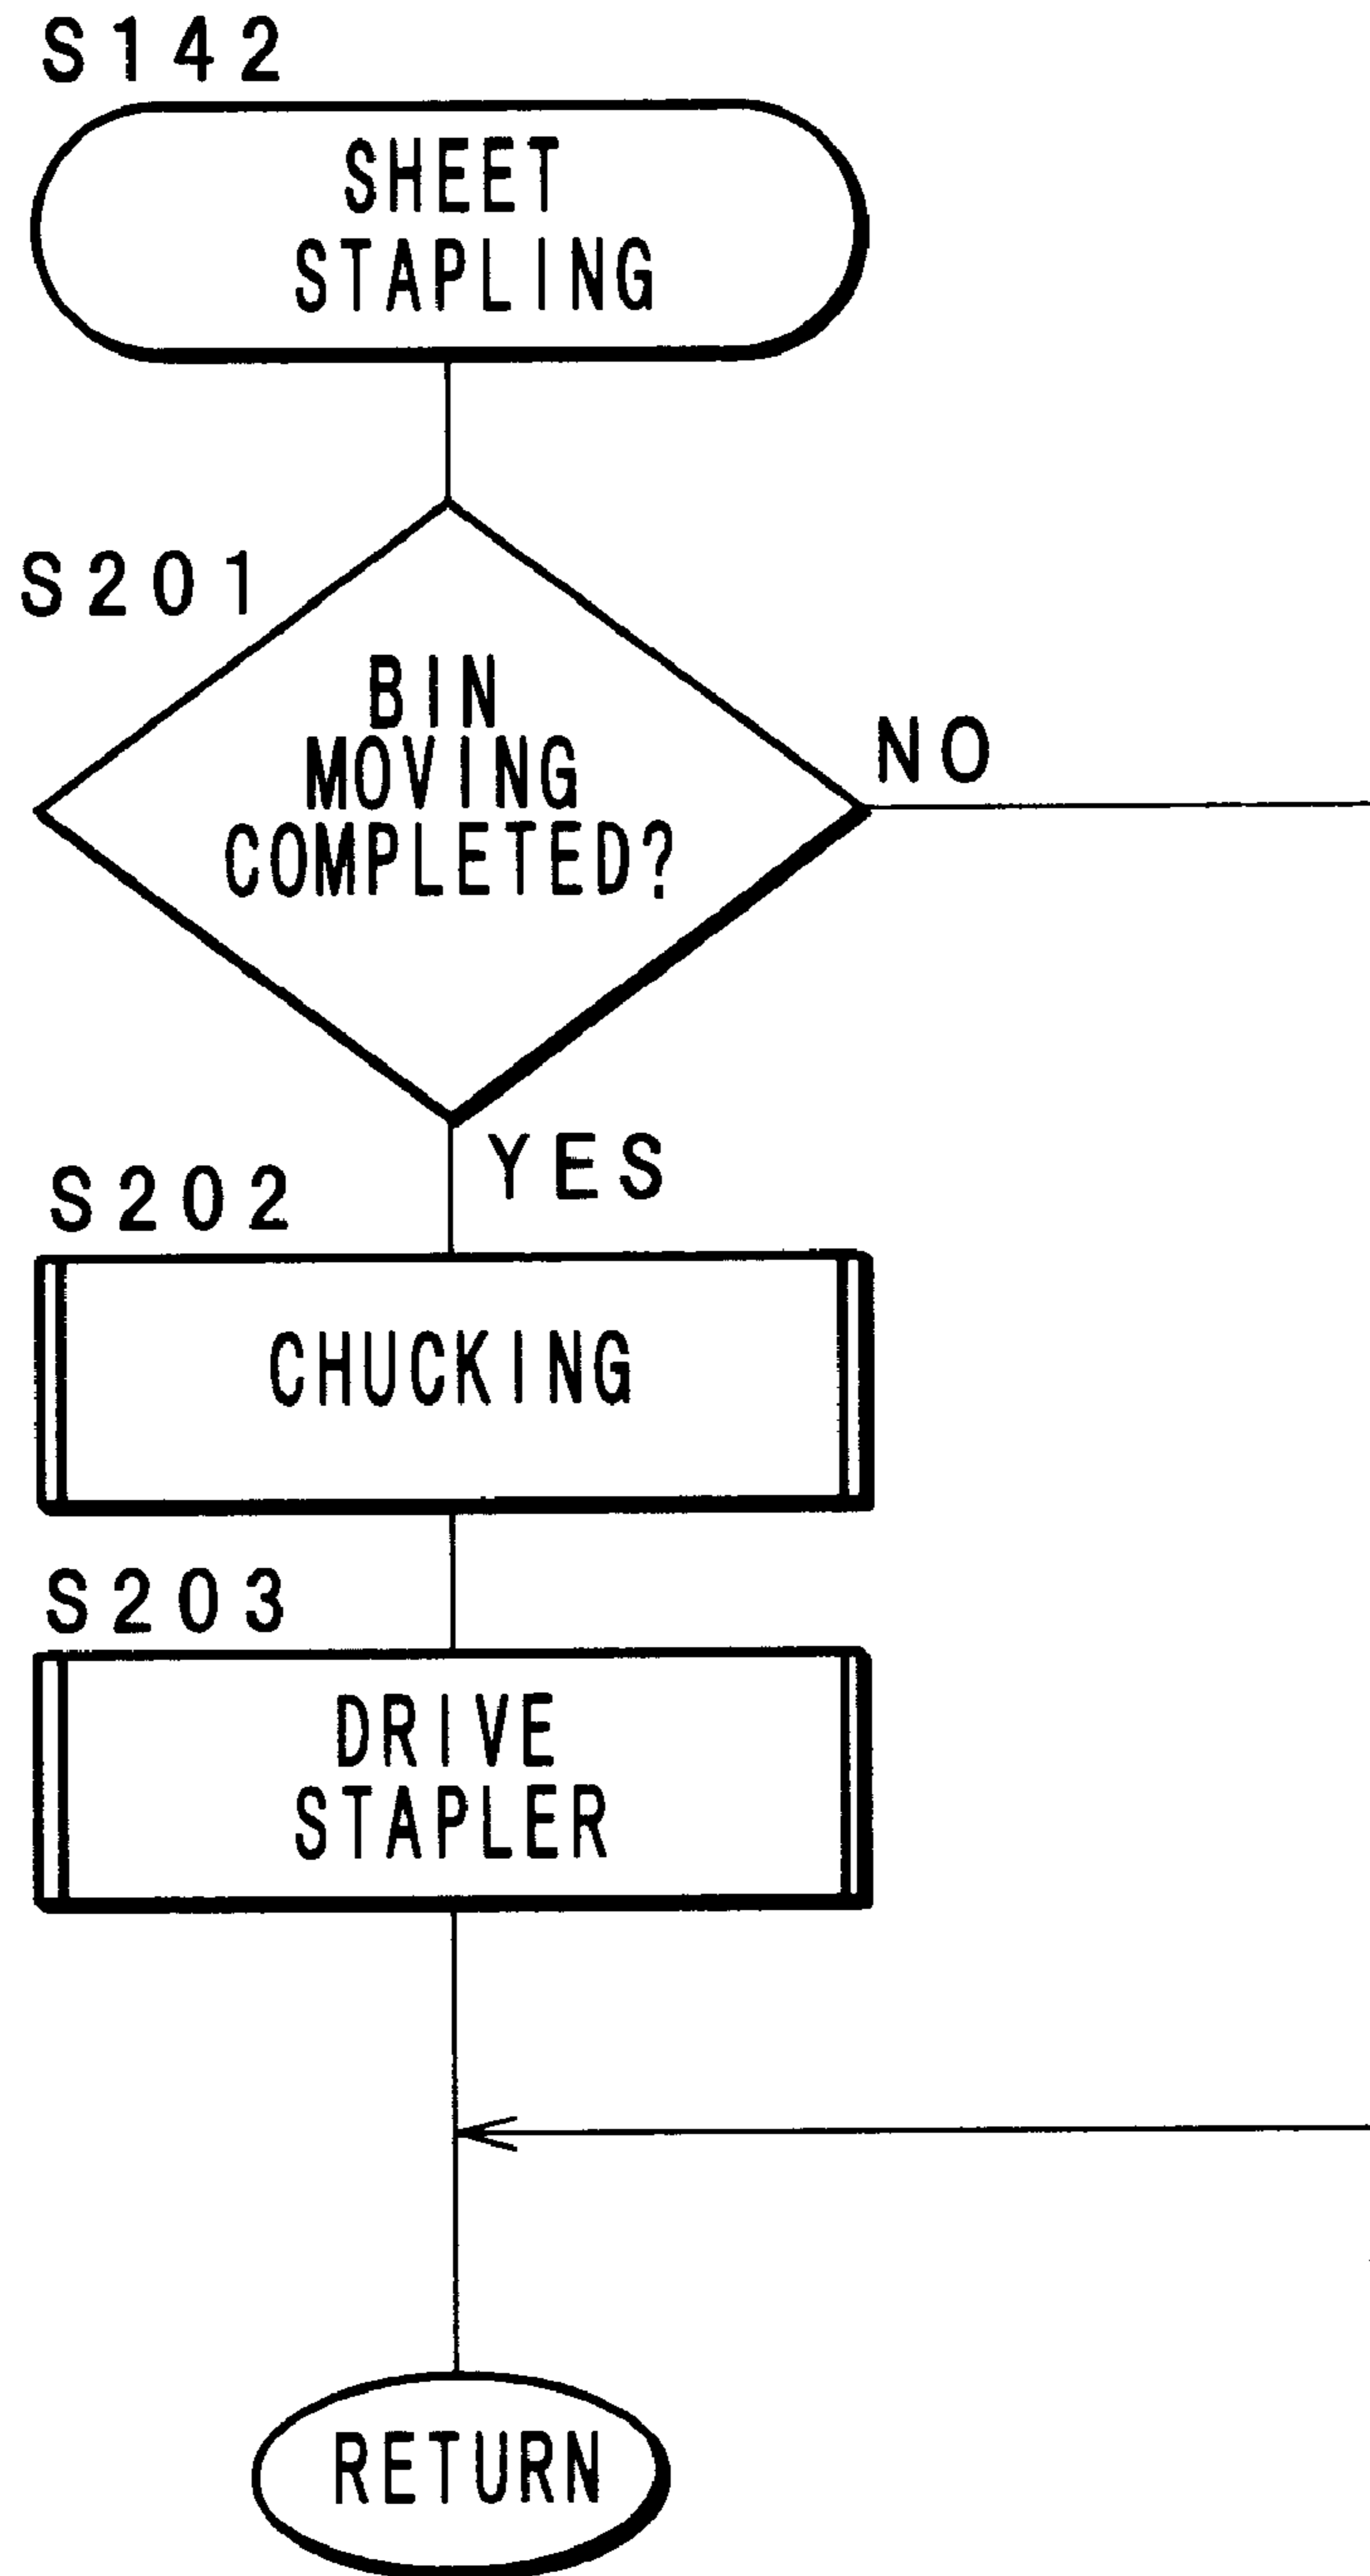 S142
SHEET
STAPLING
S201
BIN
MOVING
COMPLETED?
NO
YES
S202
CHUCKING
S203
DRIVE
STAPLER
RETURN